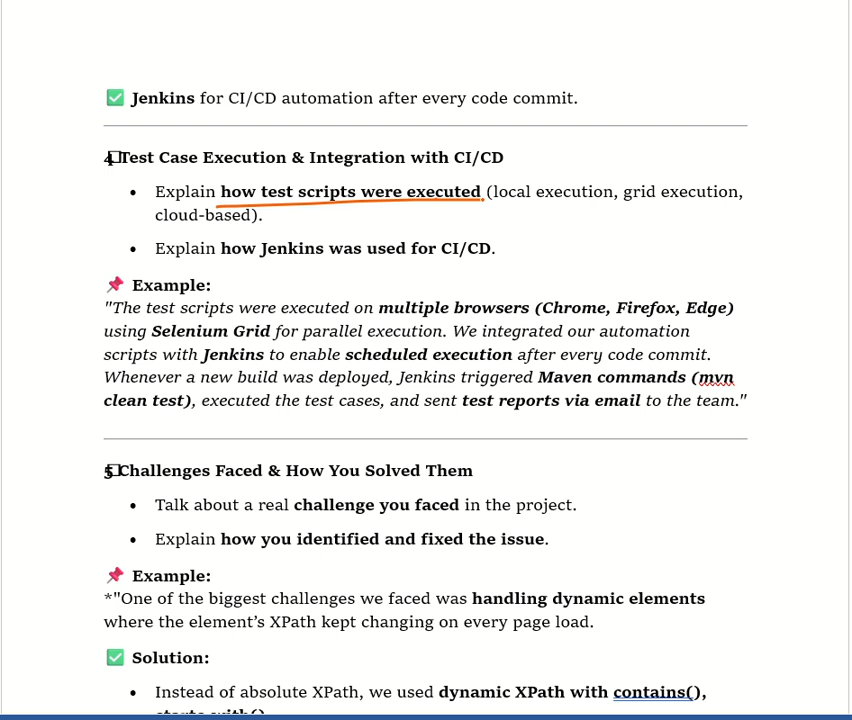 ✅ Jenkins for CI/CD automation after every code commit.
4 Test Case Execution & Integration with CI/CD
• Explain how test scripts were executed (local execution, grid execution,
cloud-based).
• Explain how Jenkins was used for CI/CD.
📌 Example:
"The test scripts were executed on multiple browsers (Chrome, Firefox, Edge)
using Selenium Grid for parallel execution. We integrated our automation
scripts with Jenkins to enable scheduled execution after every code commit.
Whenever a new build was deployed, Jenkins triggered Maven commands (mvn
clean test), executed the test cases, and sent test reports via email to the team."
5 Challenges Faced & How You Solved Them
• Talk about a real challenge you faced in the project.
• Explain how you identified and fixed the issue.
📌 Example:
*"One of the biggest challenges we faced was handling dynamic elements
where the element’s XPath kept changing on every page load.
✅ Solution:
• Instead of absolute XPath, we used dynamic XPath with contains(),